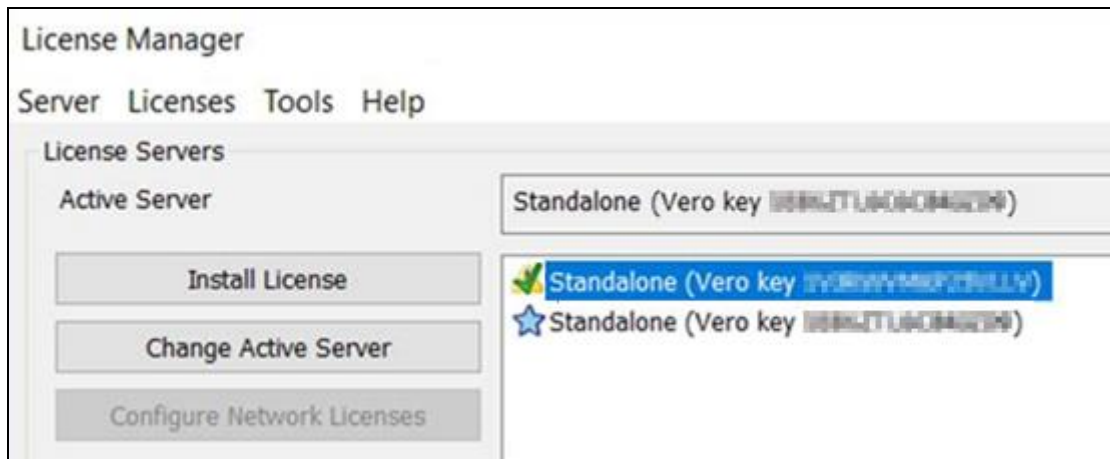 License Manager
Server Licenses Tools Help
License Servers
Active Server
Standalone (Vero key )
Install License
Change Active Server
Configure Network Licenses
Standalone (Vero key )
Standalone (Vero key )